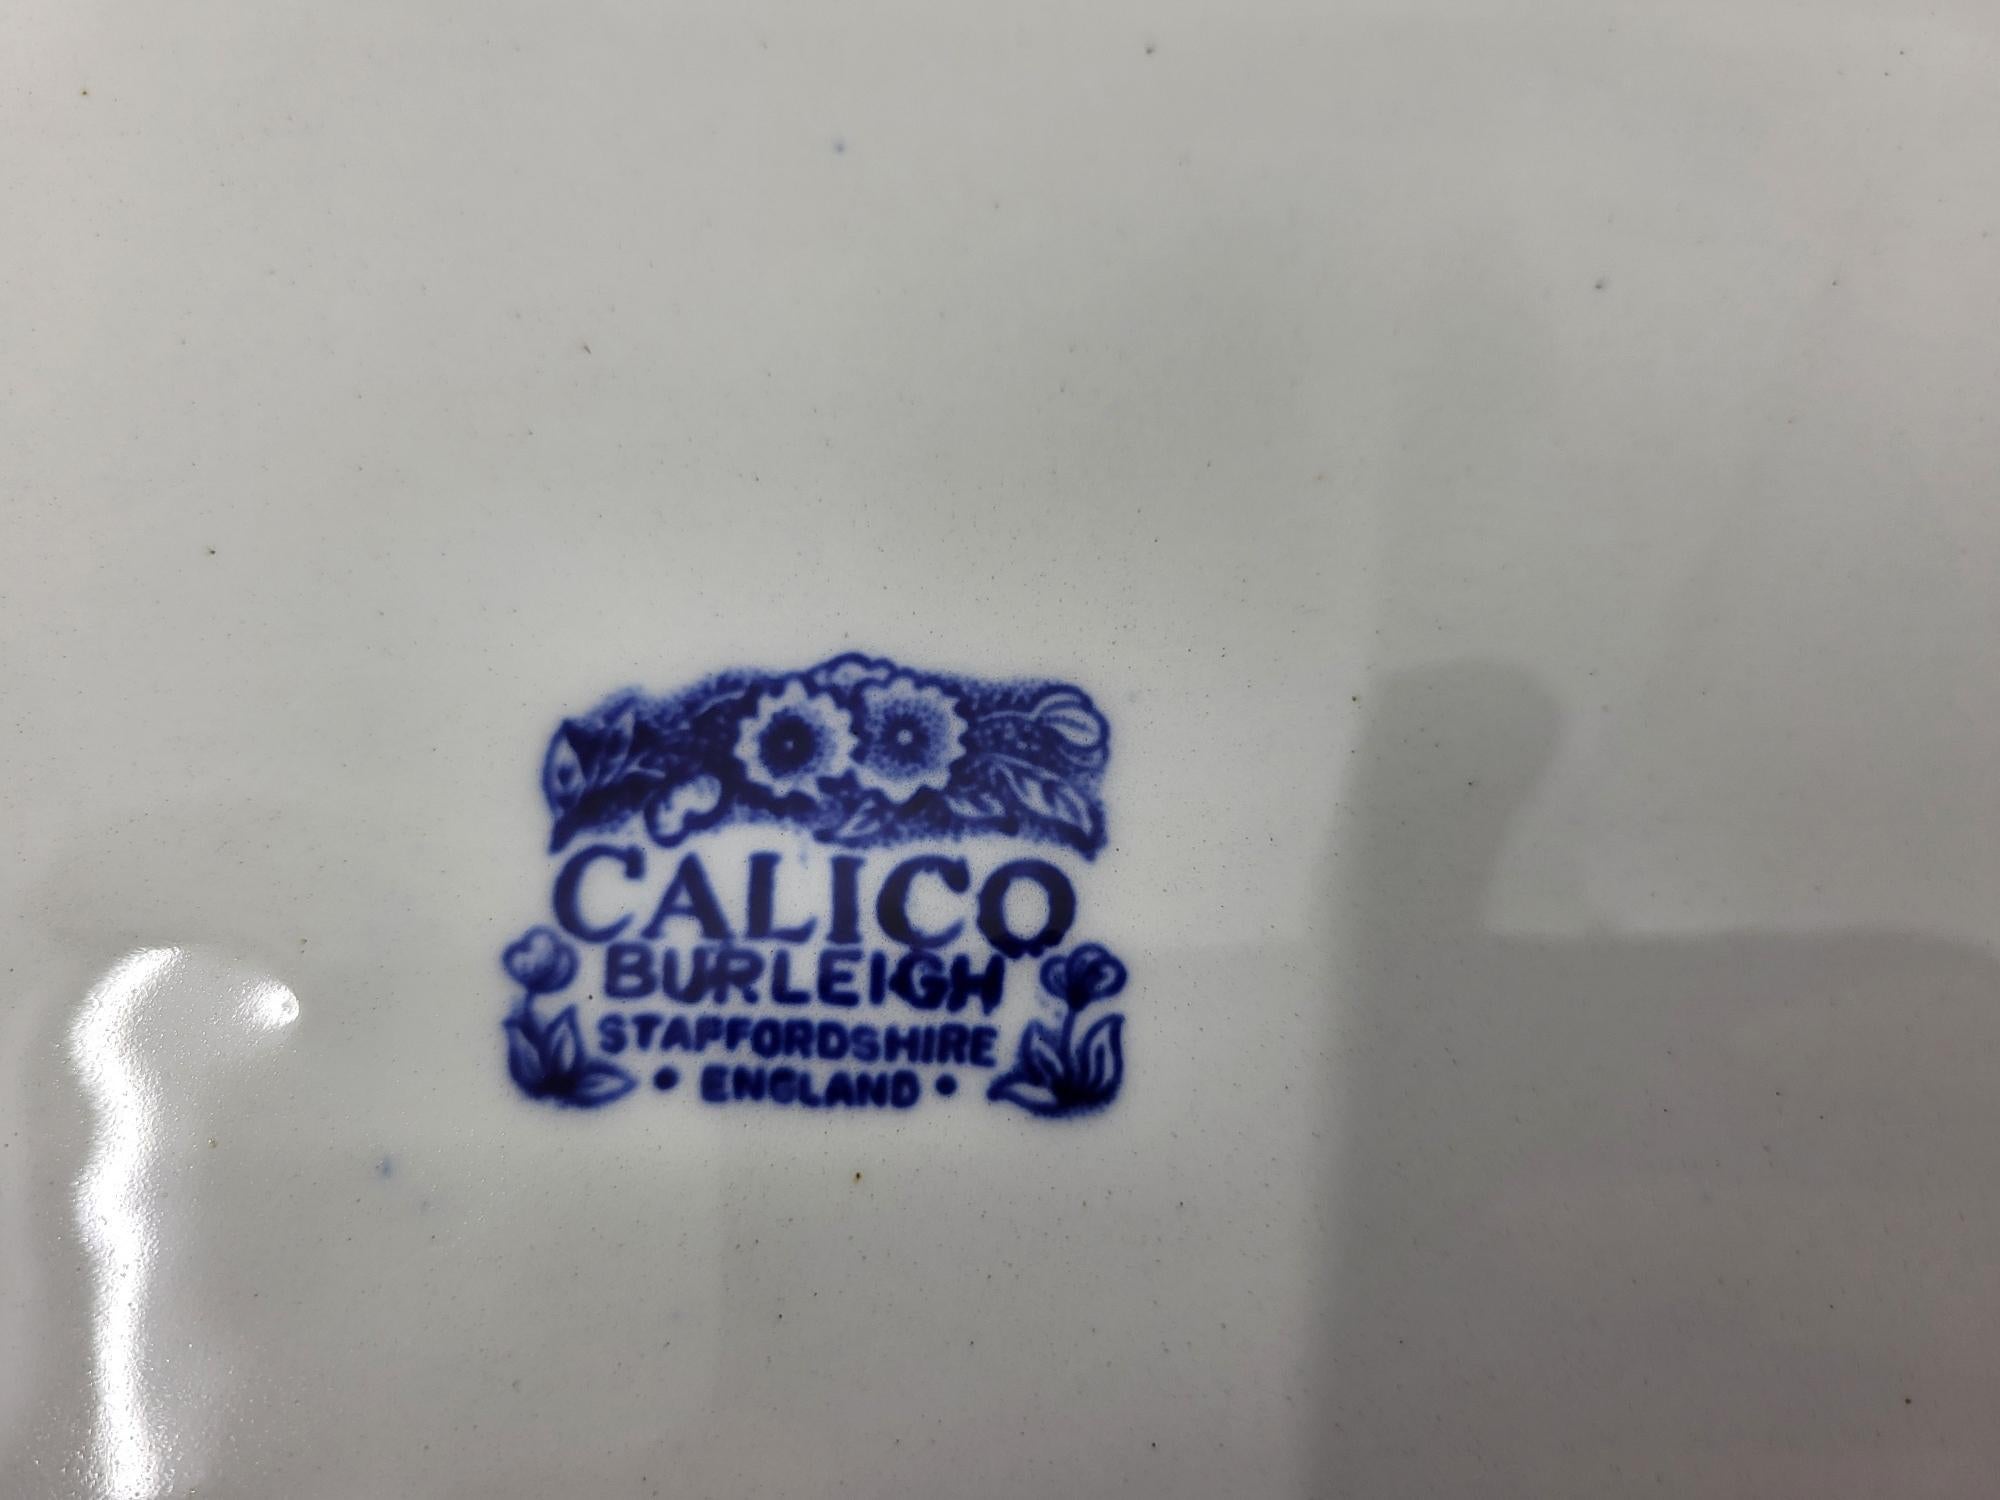 CALICO
BURLEIGH
STAFFORDSHIRE
• ENGLAND •